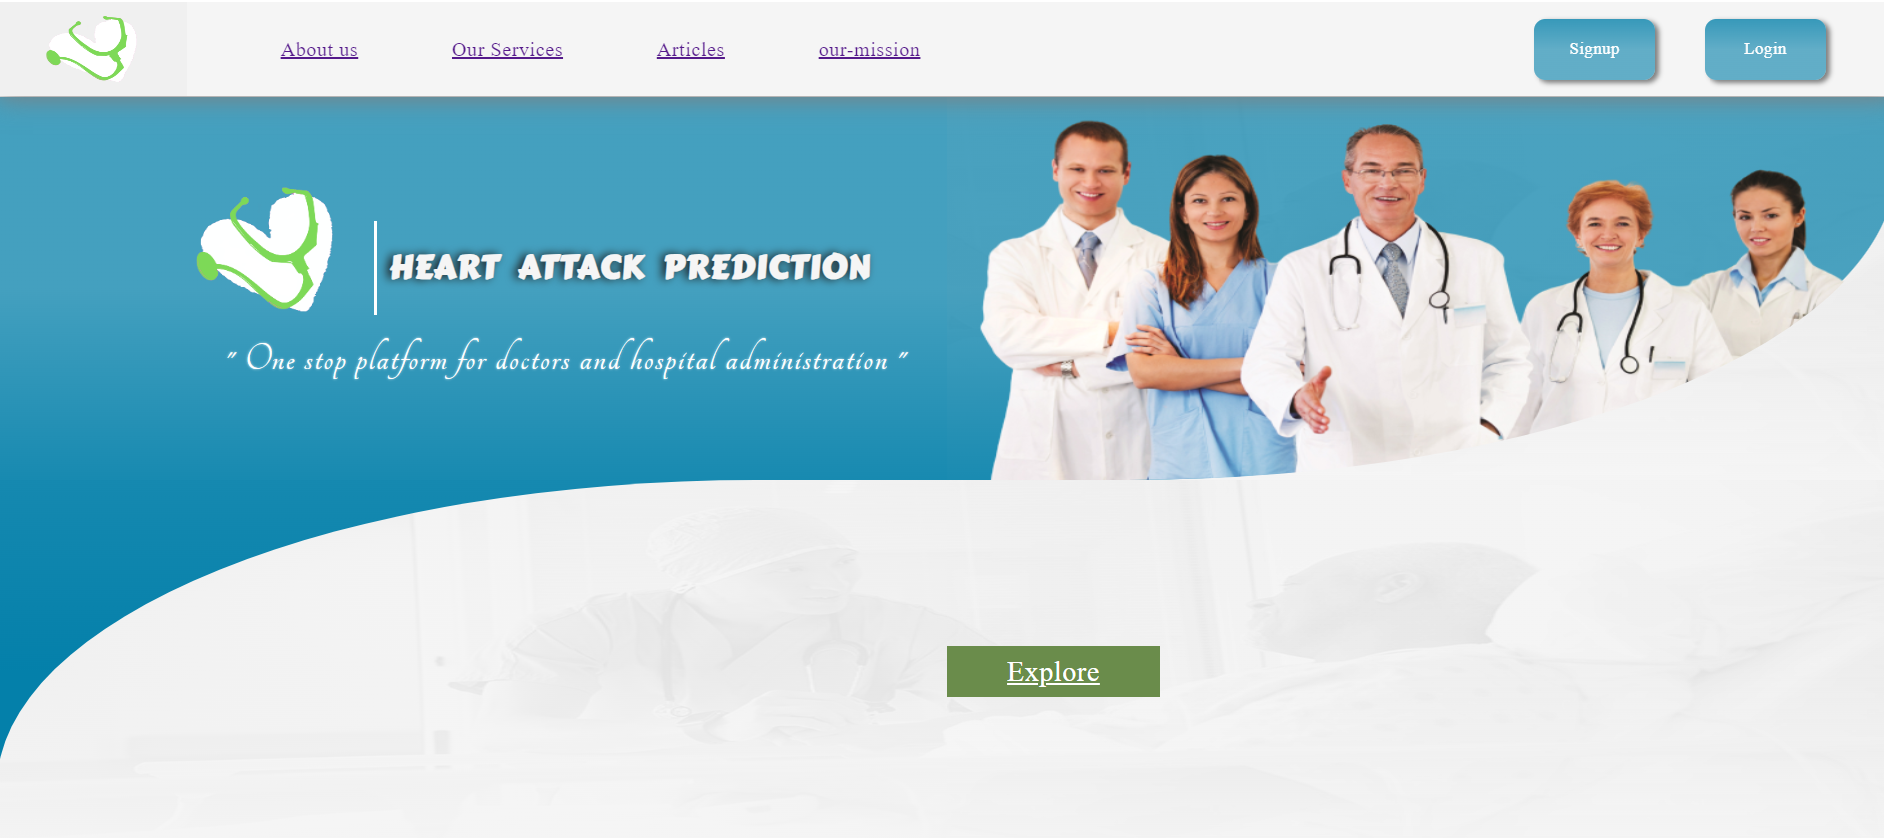 About us
Our Services
Articles
our-mission
Signup
Login
HEART ATTACK PREDICTION
" One stop platform for doctors and hospital administration "
Explore